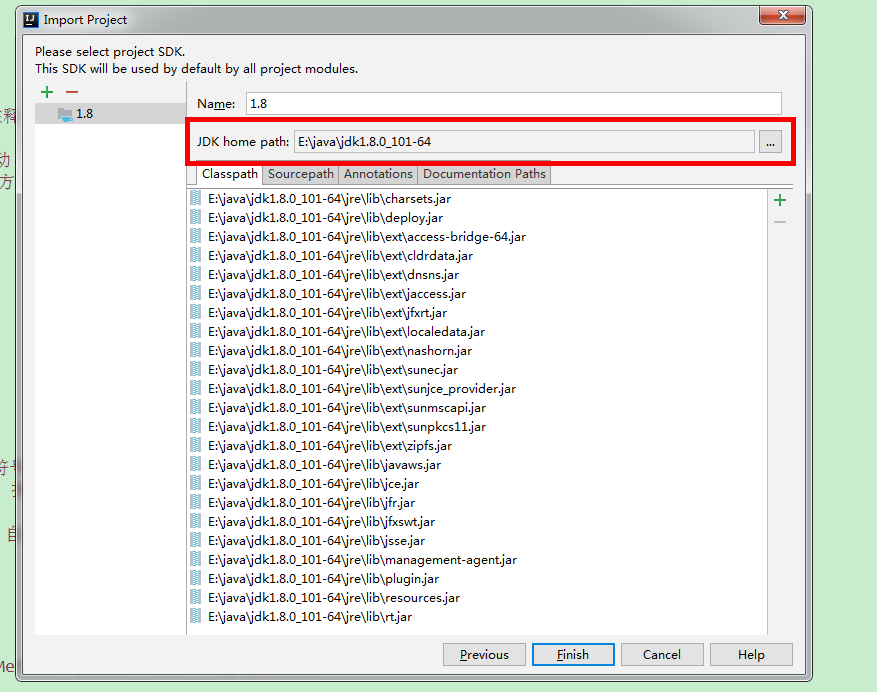 Import Project
Please select project SDK.
This SDK will be used by default by all project modules.
1.8
Name: 1.8
JDK home path: E:\java\jdk1.8.0_101-64 ...
Classpath Sourcepath Annotations Documentation Paths
E:\java\jdk1.8.0_101-64\jre\lib\charsets.jar
E:\java\jdk1.8.0_101-64\jre\lib\deploy.jar
E:\java\jdk1.8.0_101-64\jre\lib\ext\access-bridge-64.jar
E:\java\jdk1.8.0_101-64\jre\lib\ext\cldrdata.jar
E:\java\jdk1.8.0_101-64\jre\lib\ext\dnsns.jar
E:\java\jdk1.8.0_101-64\jre\lib\ext\jaccess.jar
E:\java\jdk1.8.0_101-64\jre\lib\ext\jfxrt.jar
E:\java\jdk1.8.0_101-64\jre\lib\ext\localedata.jar
E:\java\jdk1.8.0_101-64\jre\lib\ext\nashorn.jar
E:\java\jdk1.8.0_101-64\jre\lib\ext\sunec.jar
E:\java\jdk1.8.0_101-64\jre\lib\ext\sunjce_provider.jar
E:\java\jdk1.8.0_101-64\jre\lib\ext\sunmscapi.jar
E:\java\jdk1.8.0_101-64\jre\lib\ext\sunpkcs11.jar
E:\java\jdk1.8.0_101-64\jre\lib\ext\zipfs.jar
E:\java\jdk1.8.0_101-64\jre\lib\javaws.jar
E:\java\jdk1.8.0_101-64\jre\lib\jce.jar
E:\java\jdk1.8.0_101-64\jre\lib\jfr.jar
E:\java\jdk1.8.0_101-64\jre\lib\jfxswt.jar
E:\java\jdk1.8.0_101-64\jre\lib\jsse.jar
E:\java\jdk1.8.0_101-64\jre\lib\management-agent.jar
E:\java\jdk1.8.0_101-64\jre\lib\plugin.jar
E:\java\jdk1.8.0_101-64\jre\lib\resources.jar
E:\java\jdk1.8.0_101-64\jre\lib\rt.jar
Previous Finish Cancel Help